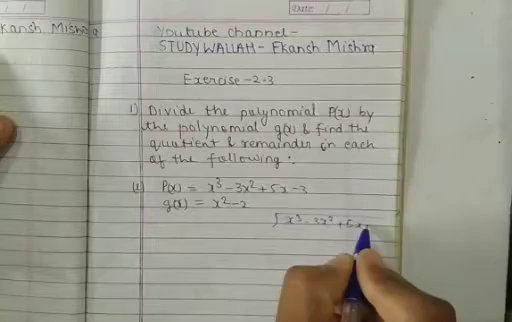 Date / /
kansh Mishra
Youtube channel -
STUDYWALLAH - Ekansh Mishra
Exercise - 2.3
1) Divide the pulynomial P(x) by
the polynomial g(x) & find the
quotient & remainder in each
of the following :
(i) P(x) = x³ - 3x² + 5x - 3
g(x) = x² - 2
x³ - 3x² + 5x